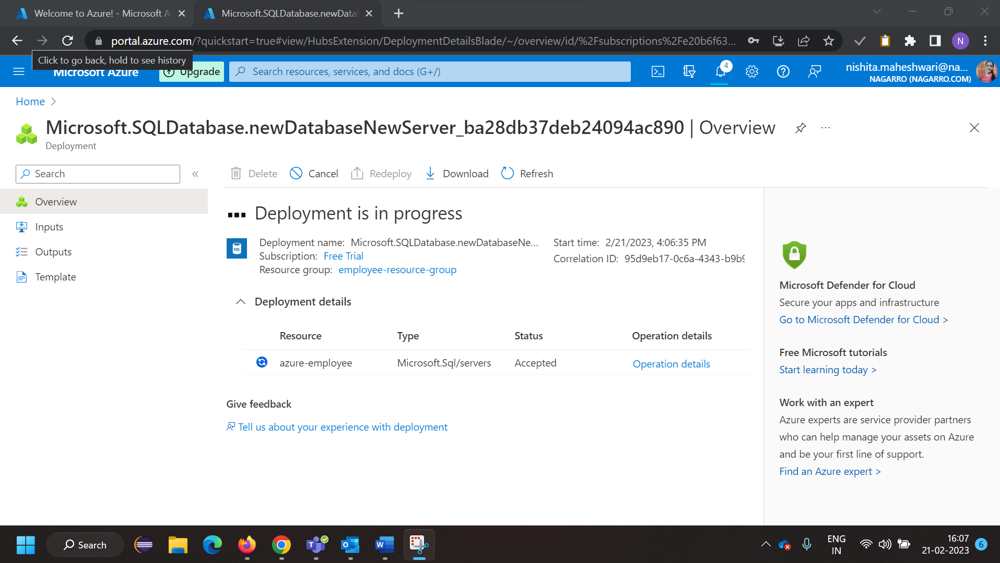 Welcome to Azure! - Microsoft A
Microsoft.SQLDatabase.newData
portal.azure.com/?quickstart=true#view/HubsExtension/DeploymentDetailsBlade/~/overview/id/%2Fsubscriptions%2Fe20b6f63...
N
Click to go back, hold to see history
Microsoft Azure
Upgrade
Search resources, services, and docs (G+/)
4
nishita.maheshwari@na...
NAGARRO (NAGARRO.COM)
Home
Microsoft.SQLDatabase.newDatabaseNewServer_ba28db37deb24094ac890 | Overview
Deployment
Search
Delete
Cancel
Redeploy
Download
Refresh
Overview
Inputs
Outputs
Template
Deployment is in progress
SQL
Deployment name: Microsoft.SQLDatabase.newDatabaseNe...
Subscription: Free Trial
Resource group: employee-resource-group
Start time: 2/21/2023, 4:06:35 PM
Correlation ID: 95d9eb17-0c6a-4343-b9b9
Deployment details
Resource Type Status Operation details
azure-employee Microsoft.Sql/servers Accepted Operation details
Give feedback
Tell us about your experience with deployment
Microsoft Defender for Cloud
Secure your apps and infrastructure
Go to Microsoft Defender for Cloud >
Free Microsoft tutorials
Start learning today >
Work with an expert
Azure experts are service provider partners
who can help manage your assets on Azure
and be your first line of support.
Find an Azure expert >
Search
ENG
IN
16:07
21-02-2023
6